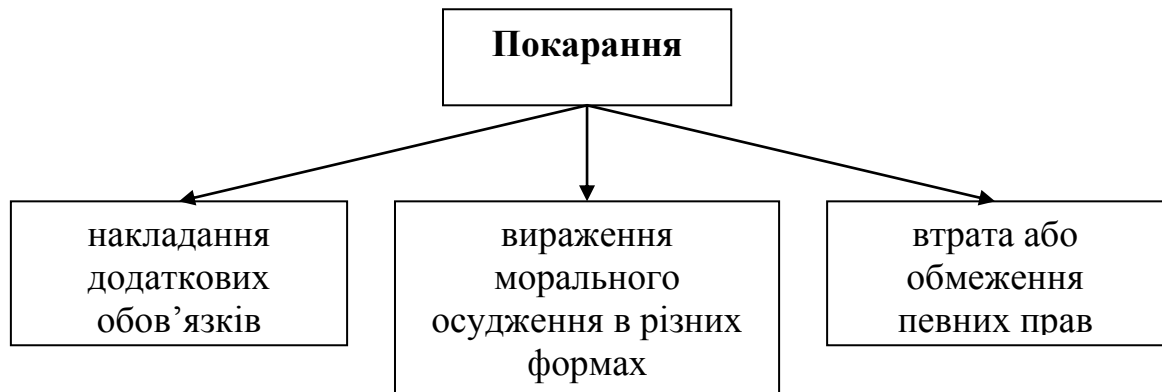 Покарання
накладання
додаткових
обов’язків
вираження
морального
осудження в різних
формах
втрата або
обмеження
певних прав